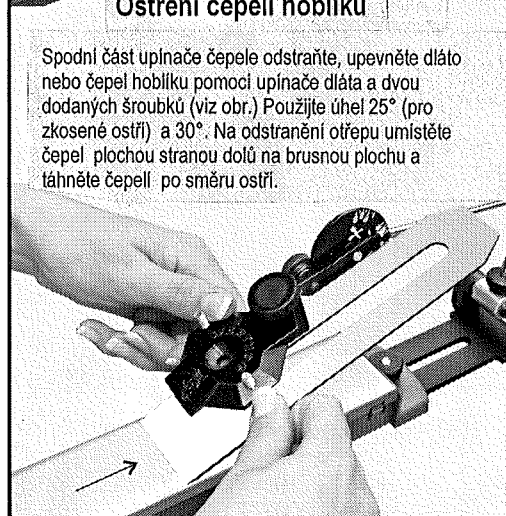 Ostření čepelí hoblíku
Spodní část upínače čepele odstraňte, upevněte dláto
nebo čepel hoblíku pomocí upínače dláta a dvou
dodaných šroubků (viz obr.) Použijte úhel 25° (pro
zkosené ostří) a 30°. Na odstranění otřepu umístěte
čepel plochou stranou dolů na brusnou plochu a
táhněte čepelí po směru ostří.